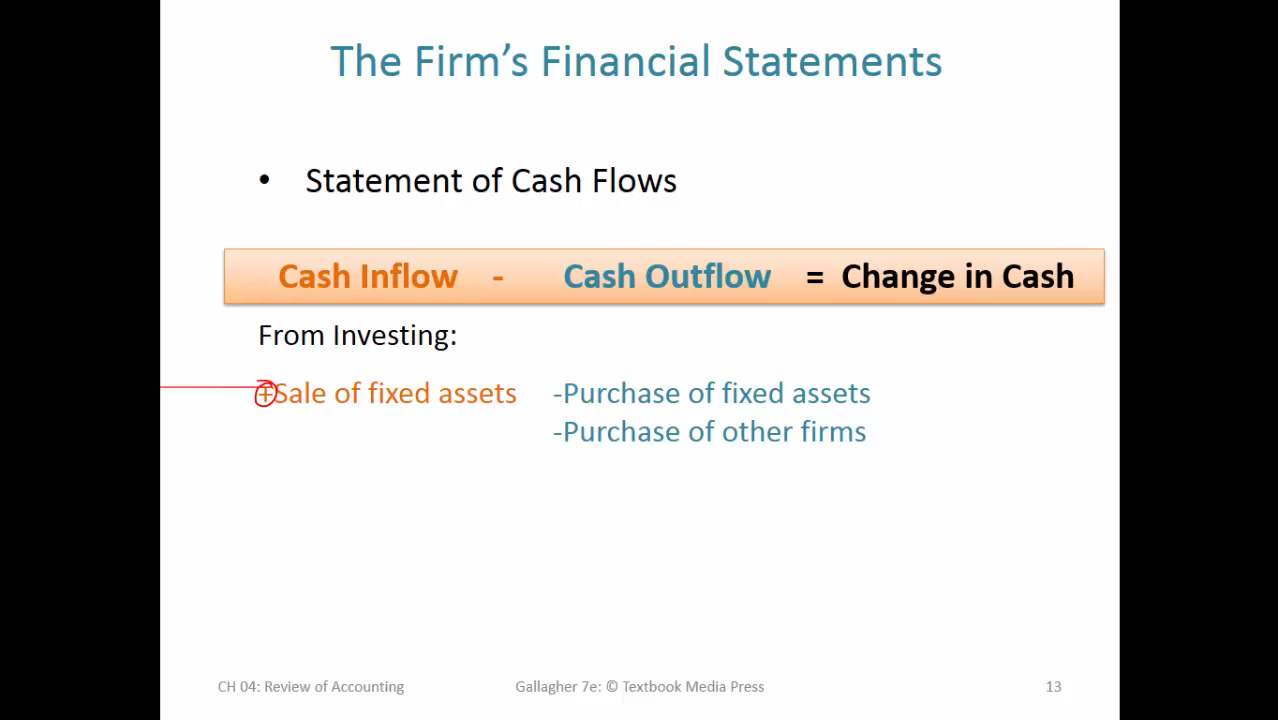 The Firm's Financial Statements
• Statement of Cash Flows
Cash Inflow - Cash Outflow = Change in Cash
From Investing:
+Sale of fixed assets -Purchase of fixed assets
-Purchase of other firms
CH 04: Review of Accounting Gallagher 7e: © Textbook Media Press 13